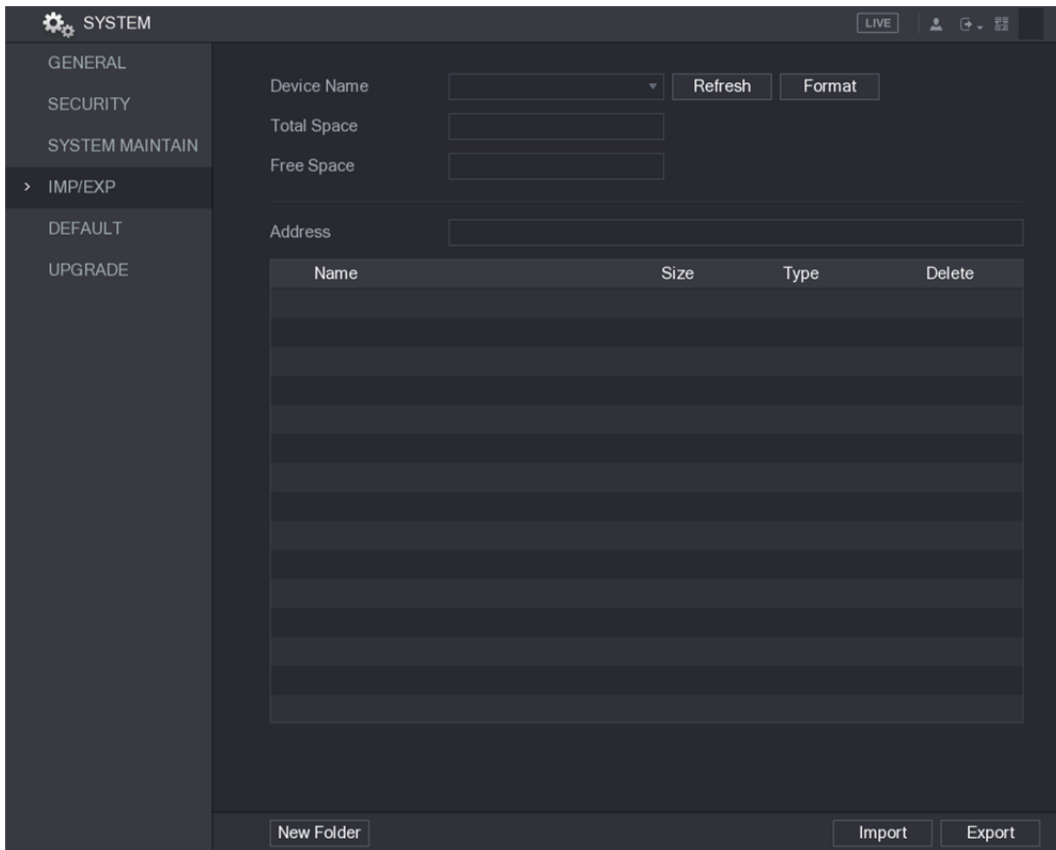 SYSTEM
LIVE
GENERAL
SECURITY
SYSTEM MAINTAIN
IMP/EXP
DEFAULT
UPGRADE
Device Name Refresh Format
Total Space
Free Space
Address
Name Size Type Delete
New Folder Import Export